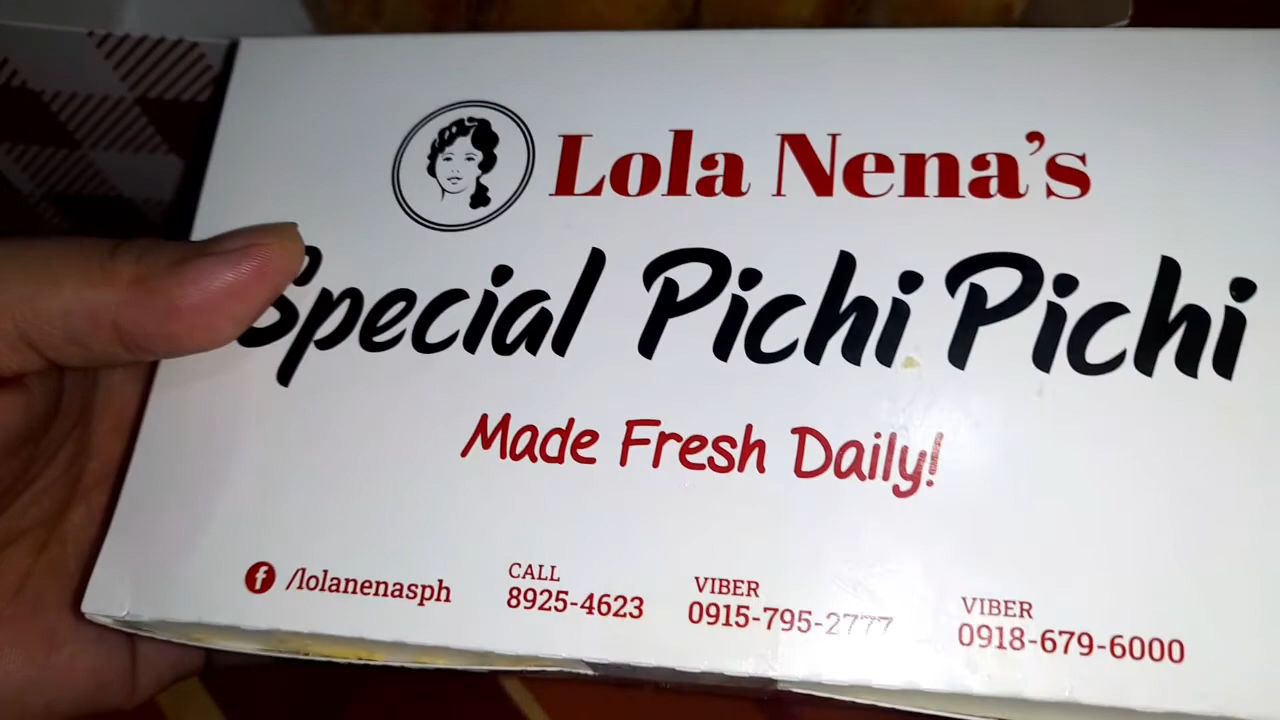 Lola Nena's
Special Pichi Pichi
Made Fresh Daily!
f /lolanenasph
CALL
8925-4623
VIBER
0915-795-2777
VIBER
0918-679-6000